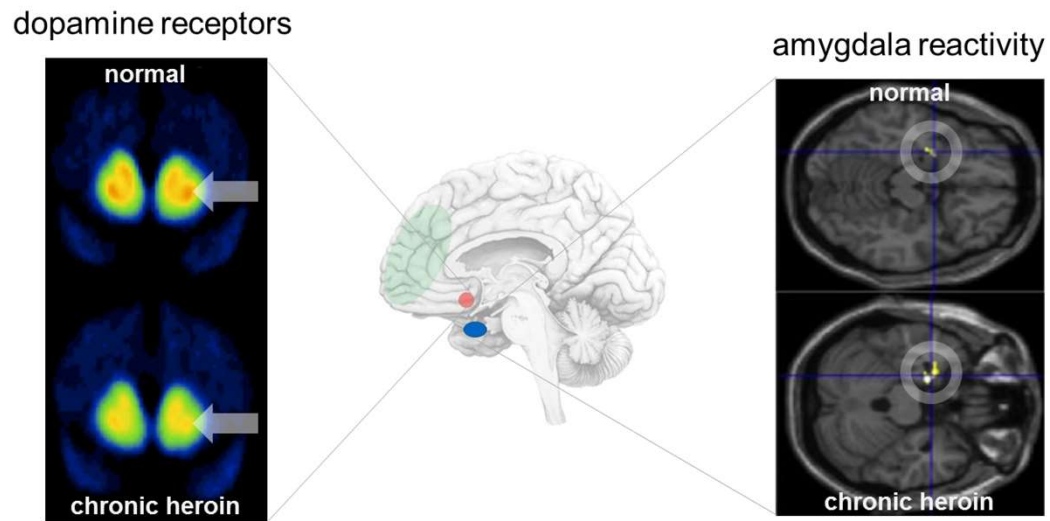 dopamine receptors
normal
chronic heroin
amygdala reactivity
normal
chronic heroin